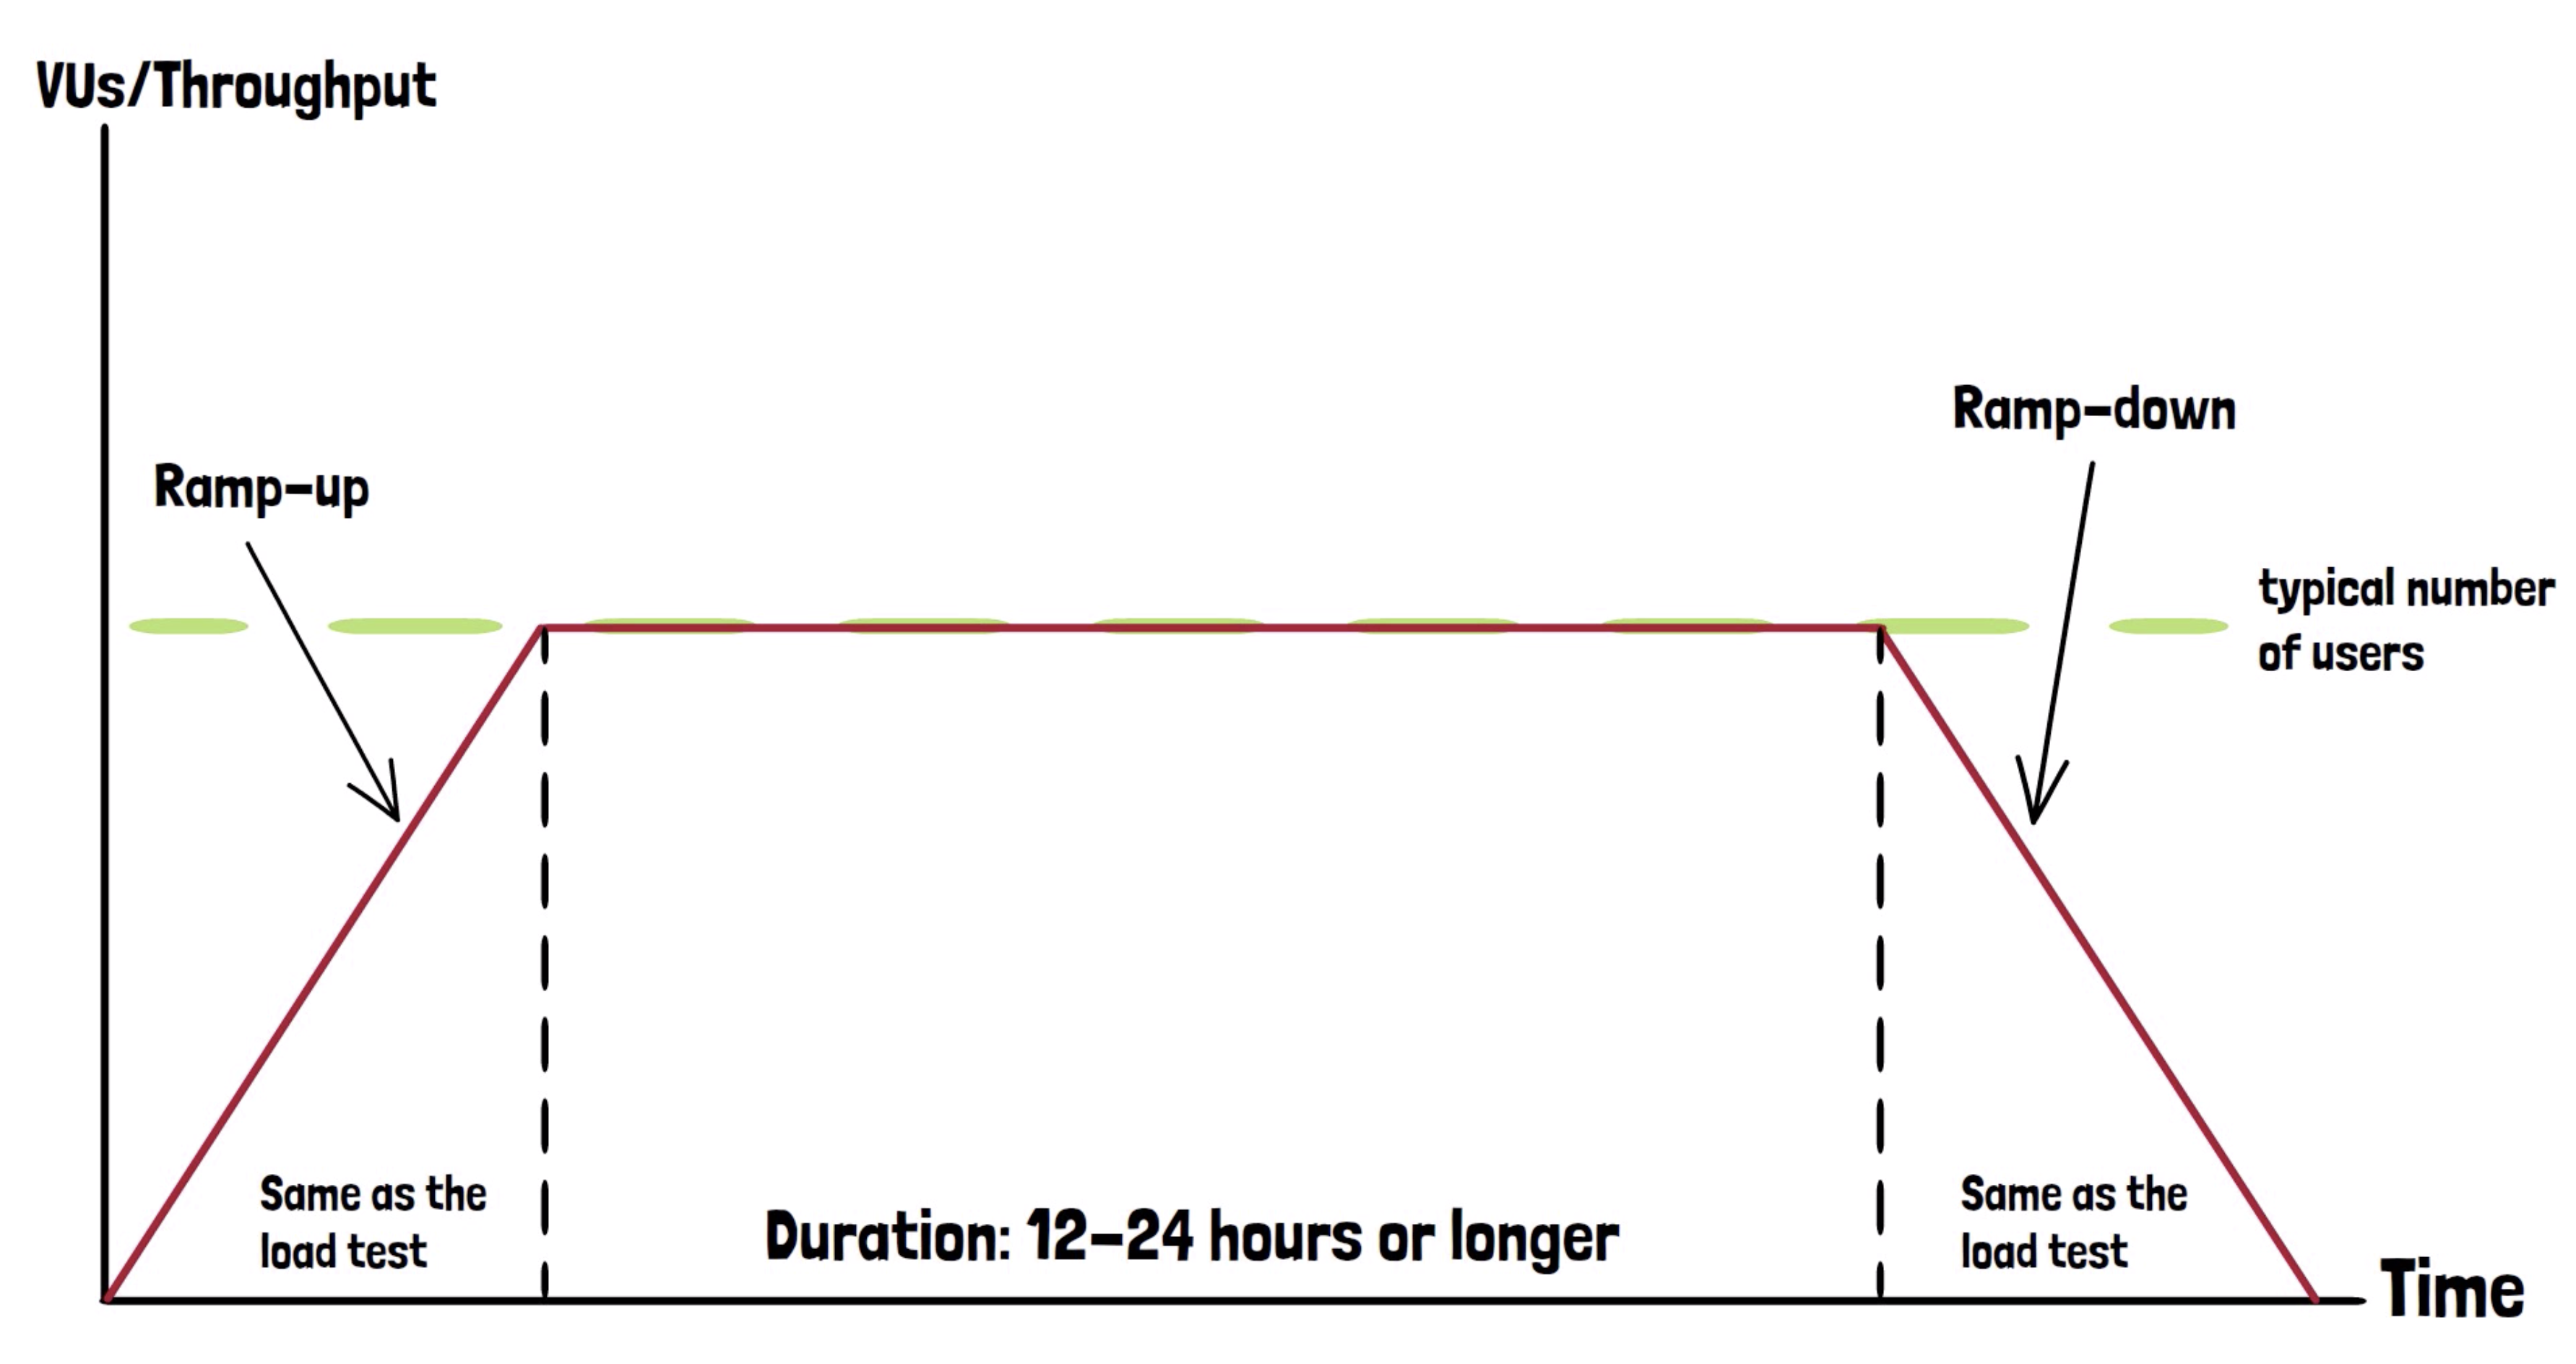 VUs/Throughput
Ramp-down
Ramp-up
typical number
of users
Same as the
load test
Duration: 12-24 hours or longer
Same as the
load test
Time